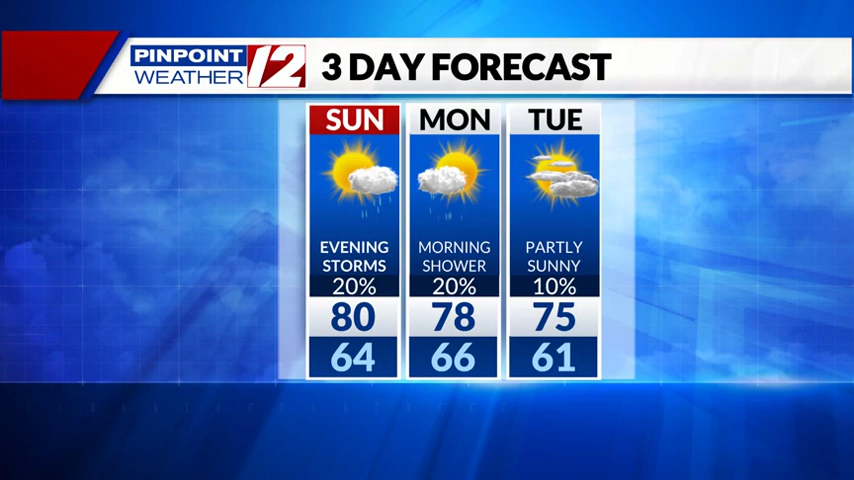 PINPOINT
WEATHER 12
3 DAY FORECAST
SUN MON TUE
EVENING STORMS MORNING SHOWER PARTLY SUNNY
20% 20% 10%
80 78 75
64 66 61